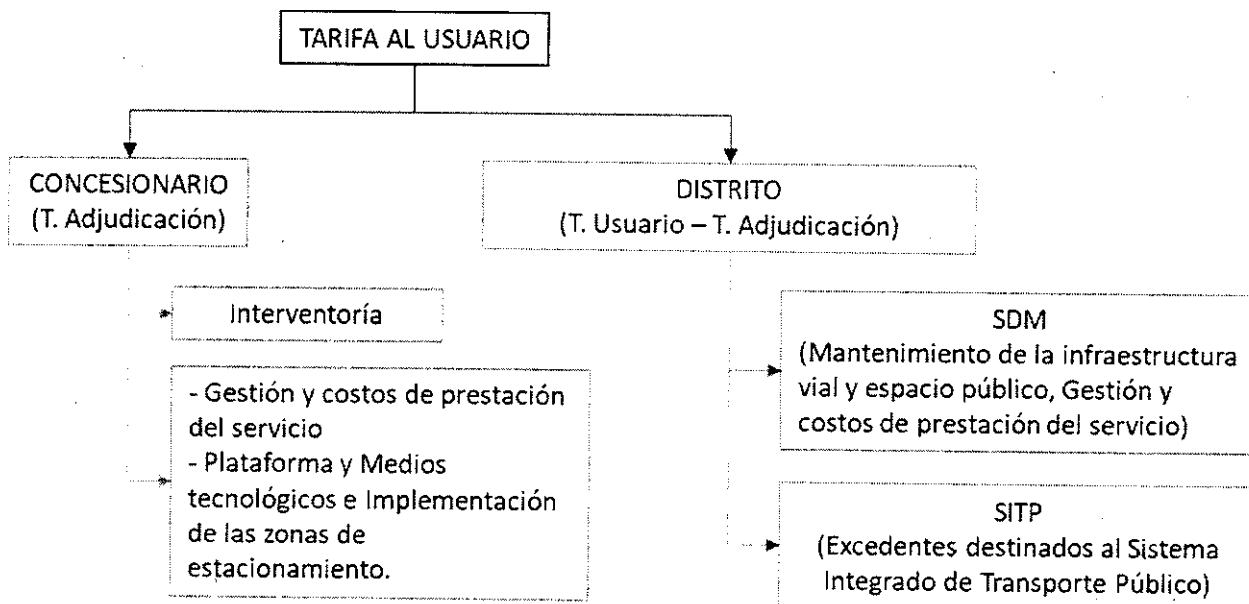 TARIFA AL USUARIO
CONCESIONARIO
(T. Adjudicación)
DISTRITO
(T. Usuario – T. Adjudicación)
Interventoría
- Gestión y costos de prestación
del servicio
- Plataforma y Medios
tecnológicos e Implementación
de las zonas de
estacionamiento.
SDM
(Mantenimiento de la infraestructura
vial y espacio público, Gestión y
costos de prestación del servicio)
SITP
(Excedentes destinados al Sistema
Integrado de Transporte Público)